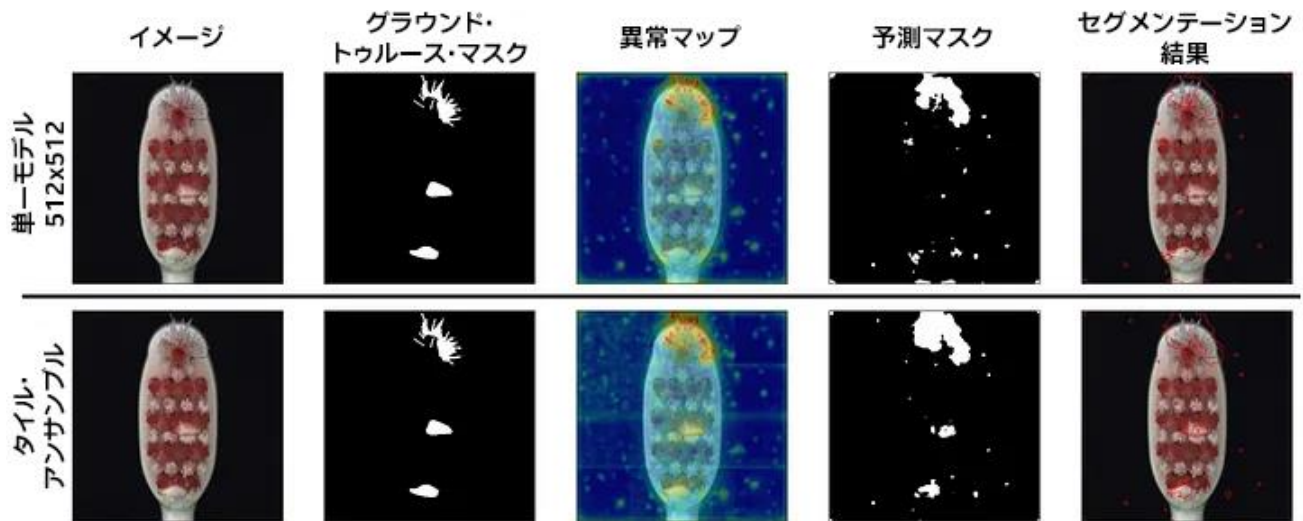 イメージ
グラウンド・
トゥルース・マスク
異常マップ
予測マスク
セグメンテーション
結果
単一モデル
512x512
タイル・
アンサンブル